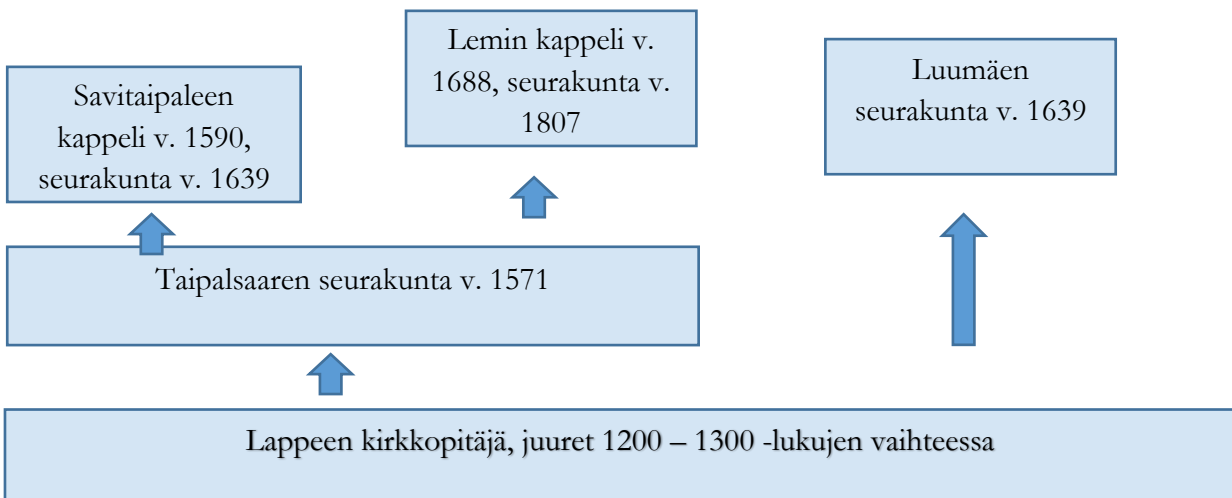 Savitaipaleen
kappeli v. 1590,
seurakunta v. 1639
Lemin kappeli v.
1688, seurakunta v.
1807
Luumäen
seurakunta v. 1639
Taipalsaaren seurakunta v. 1571
Lappeen kirkkopitäjä, juuret 1200 – 1300 -lukujen vaihteessa